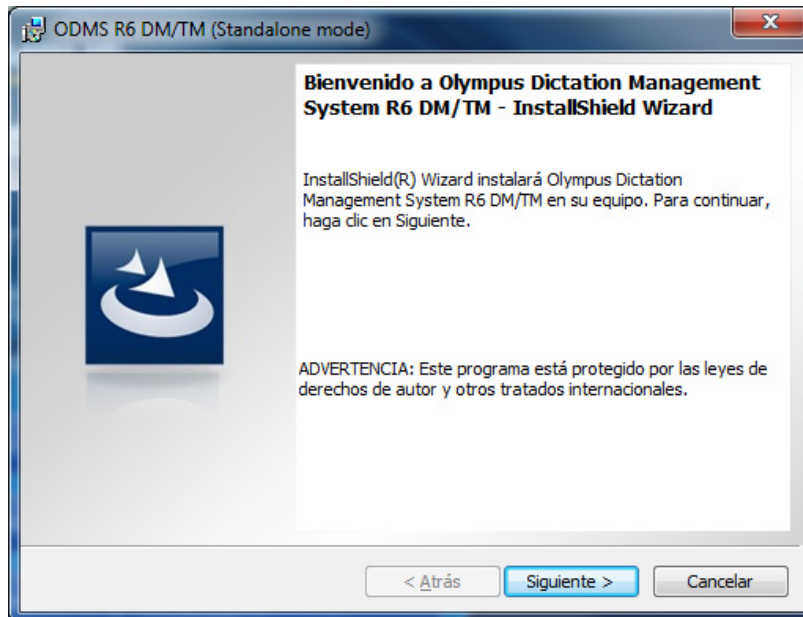 ODMS R6 DM/TM (Standalone mode)
Bienvenido a Olympus Dictation Management
System R6 DM/TM - InstallShield Wizard
InstallShield(R) Wizard instalará Olympus Dictation
Management System R6 DM/TM en su equipo. Para continuar,
haga clic en Siguiente.
ADVERTENCIA: Este programa está protegido por las leyes de
derechos de autor y otros tratados internacionales.
< Atrás
Siguiente >
Cancelar